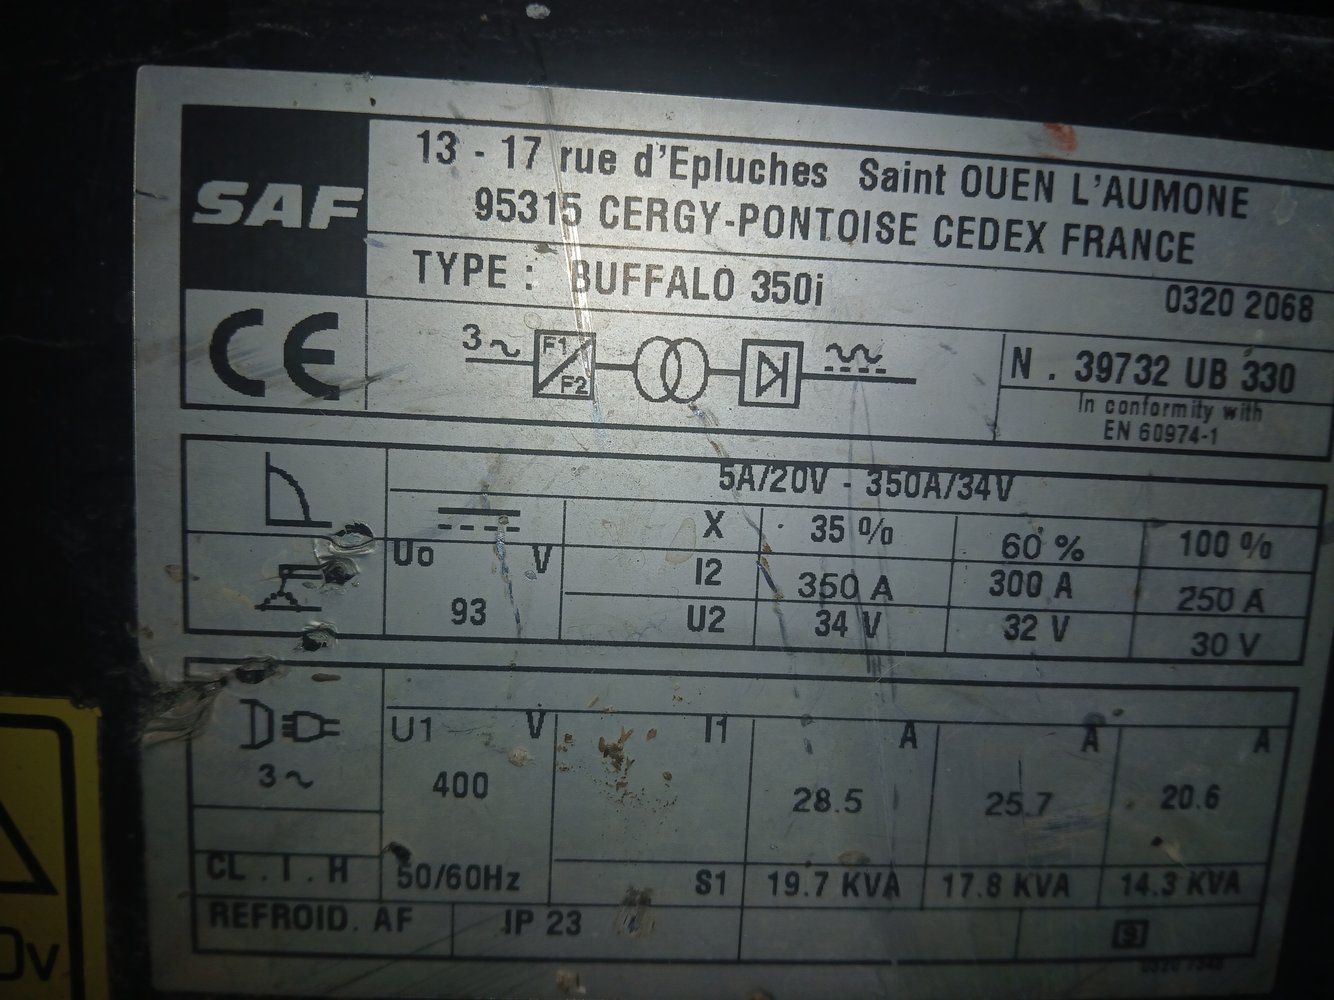 SAF
13 - 17 rue d'Epluches Saint OUEN L'AUMONE
95315 CERGY-PONTOISE CEDEX FRANCE
TYPE : BUFFALO 350i 0320 2068
CE
3~ F1 F2
N . 39732 UB 330
In conformity with
EN 60974-1
5A/20V - 350A/34V
X 35 % 60 % 100 %
Uo V
I2 350 A 300 A 250 A
93
U2 34 V 32 V 30 V
U1 V I1 A A A
3~
400 28.5 25.7 20.6
CL . I . H 50/60Hz S1 19.7 KVA 17.8 KVA 14.3 KVA
REFROID. AF IP 23 S
0V